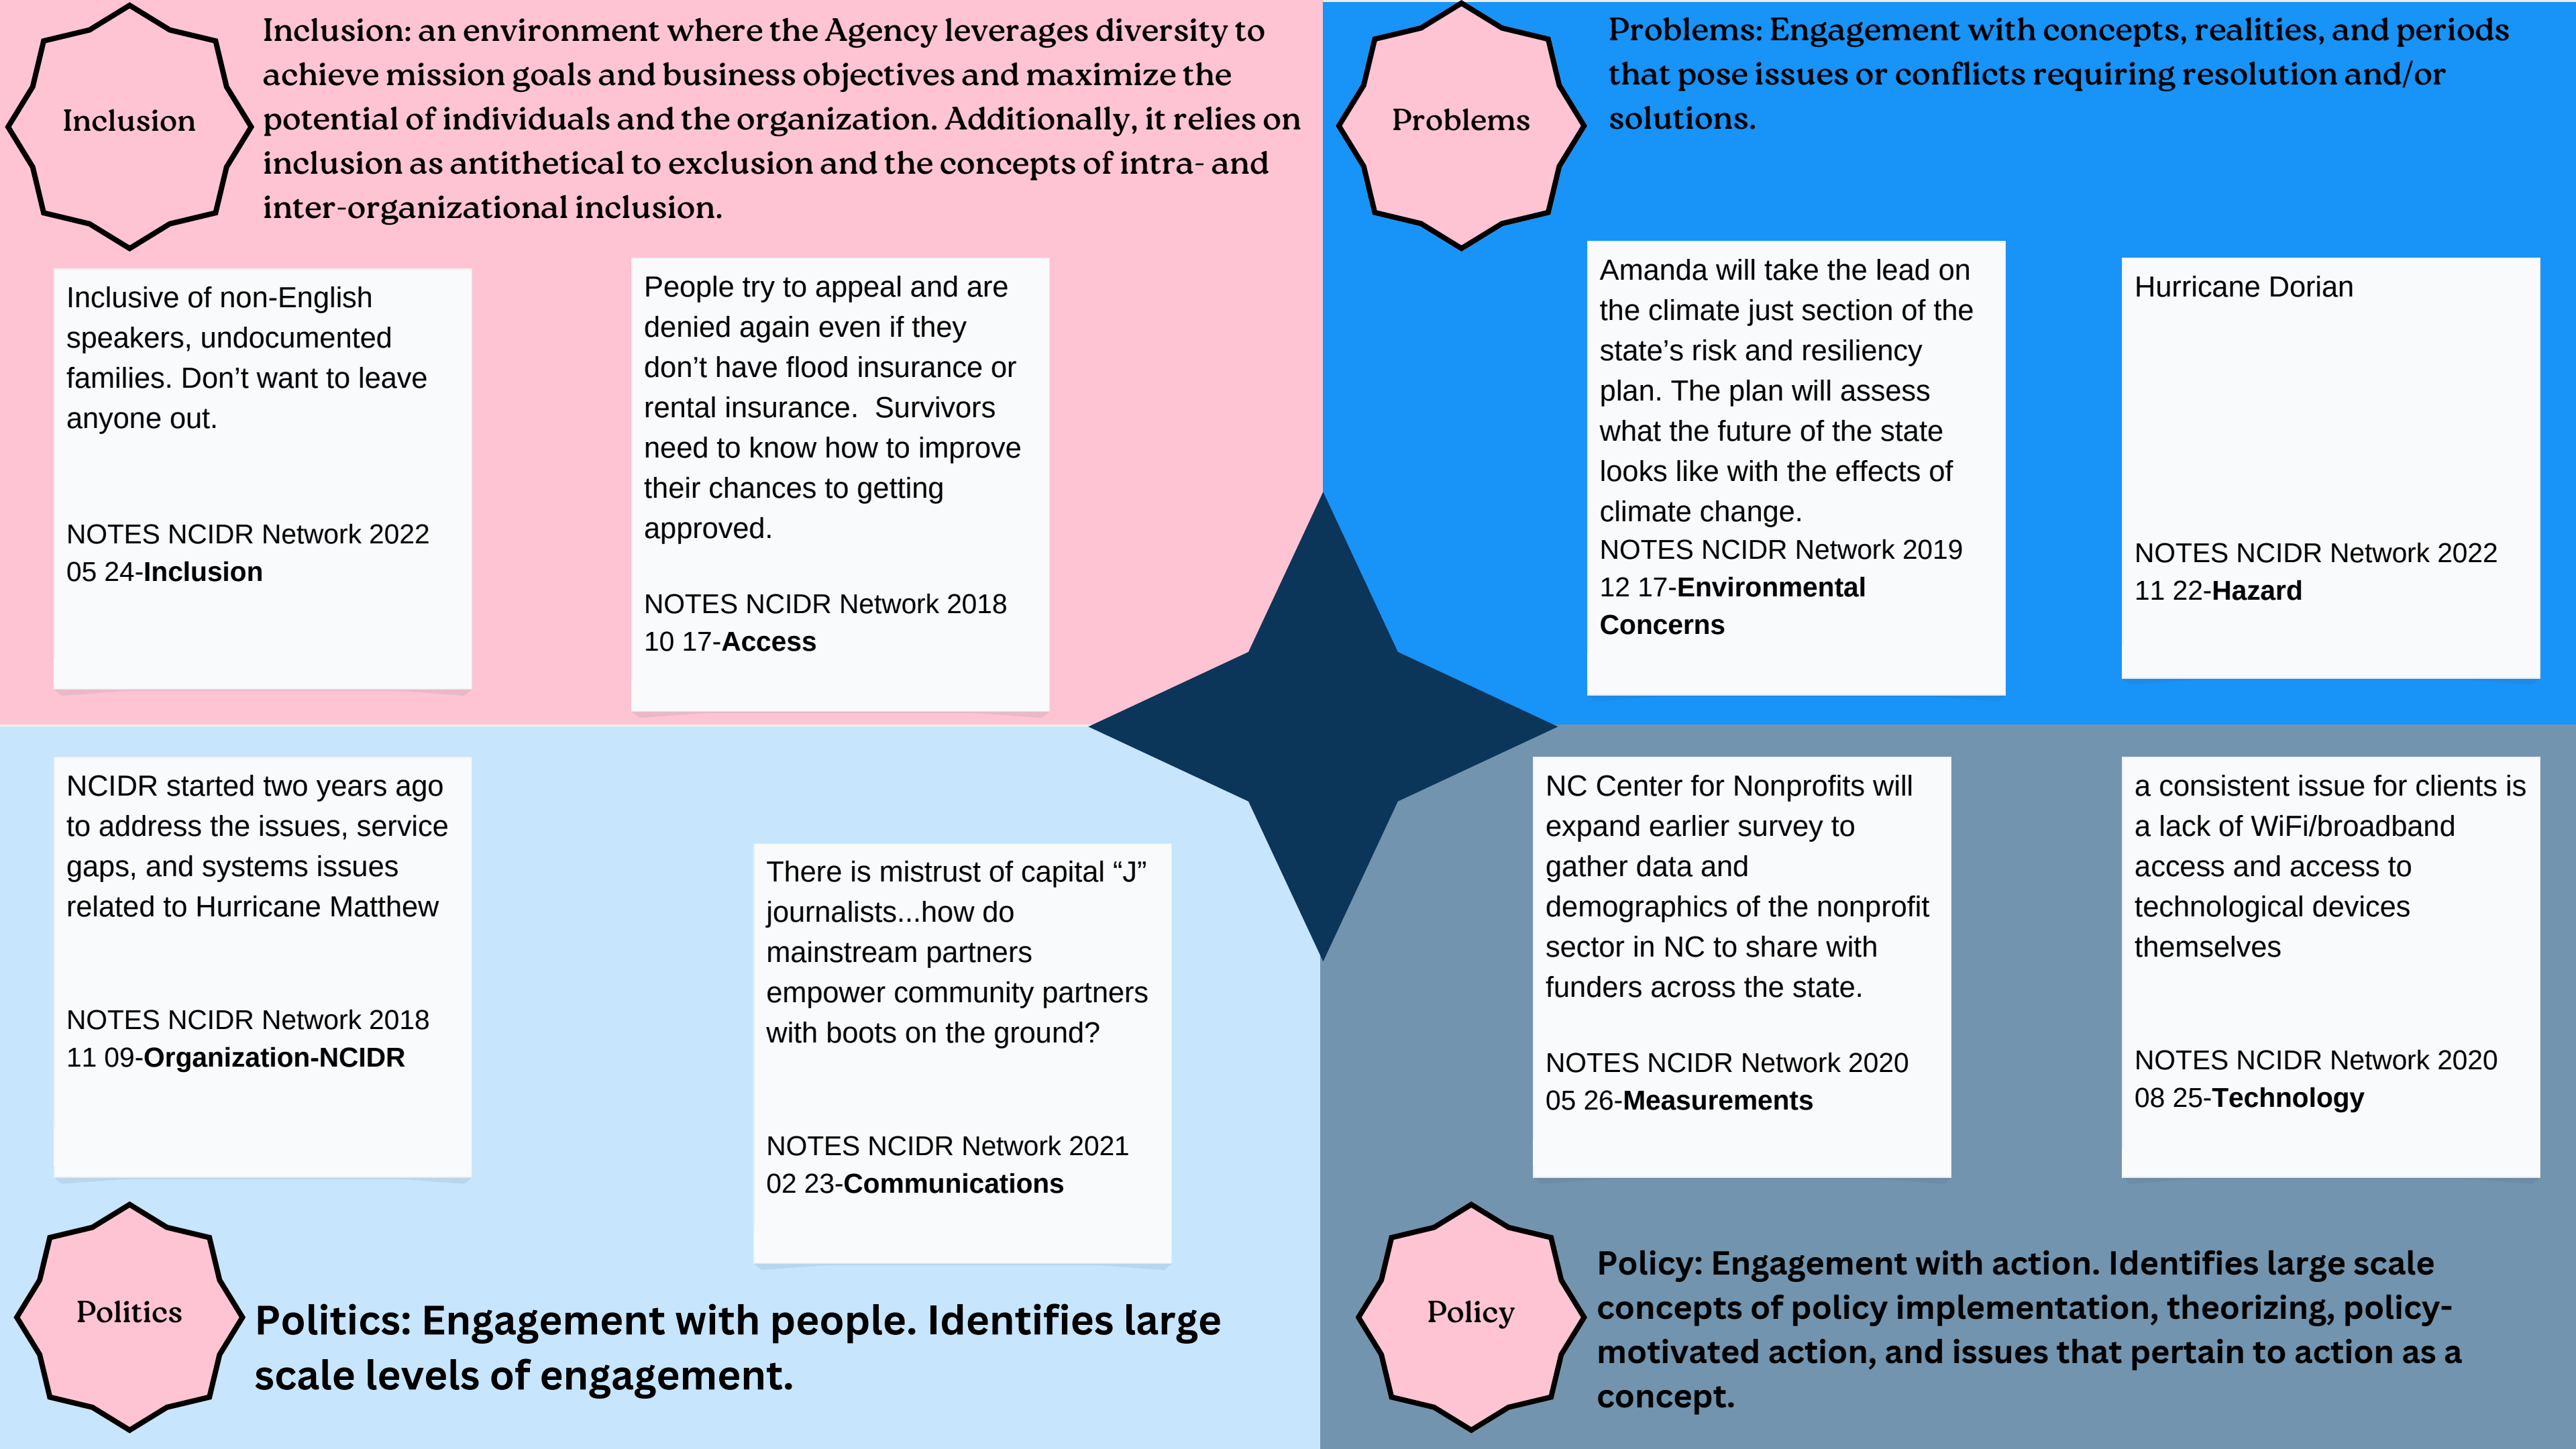 Inclusion
Inclusion: an environment where the Agency leverages diversity to
achieve mission goals and business objectives and maximize the
potential of individuals and the organization. Additionally, it relies on
inclusion as antithetical to exclusion and the concepts of intra- and
inter-organizational inclusion.
Inclusive of non-English
speakers, undocumented
families. Don’t want to leave
anyone out.
NOTES NCIDR Network 2022
05 24-Inclusion
People try to appeal and are
denied again even if they
don’t have flood insurance or
rental insurance.  Survivors
need to know how to improve
their chances to getting
approved.
NOTES NCIDR Network 2018
10 17-Access
Problems
Problems: Engagement with concepts, realities, and periods
that pose issues or conflicts requiring resolution and/or
solutions.
Amanda will take the lead on
the climate just section of the
state’s risk and resiliency
plan. The plan will assess
what the future of the state
looks like with the effects of
climate change.
NOTES NCIDR Network 2019
12 17-Environmental
Concerns
Hurricane Dorian
NOTES NCIDR Network 2022
11 22-Hazard
NCIDR started two years ago
to address the issues, service
gaps, and systems issues
related to Hurricane Matthew
NOTES NCIDR Network 2018
11 09-Organization-NCIDR
There is mistrust of capital “J”
journalists...how do
mainstream partners
empower community partners
with boots on the ground?
NOTES NCIDR Network 2021
02 23-Communications
Politics
Politics: Engagement with people. Identifies large
scale levels of engagement.
NC Center for Nonprofits will
expand earlier survey to
gather data and
demographics of the nonprofit
sector in NC to share with
funders across the state.
NOTES NCIDR Network 2020
05 26-Measurements
a consistent issue for clients is
a lack of WiFi/broadband
access and access to
technological devices
themselves
NOTES NCIDR Network 2020
08 25-Technology
Policy
Policy: Engagement with action. Identifies large scale
concepts of policy implementation, theorizing, policy-
motivated action, and issues that pertain to action as a
concept.